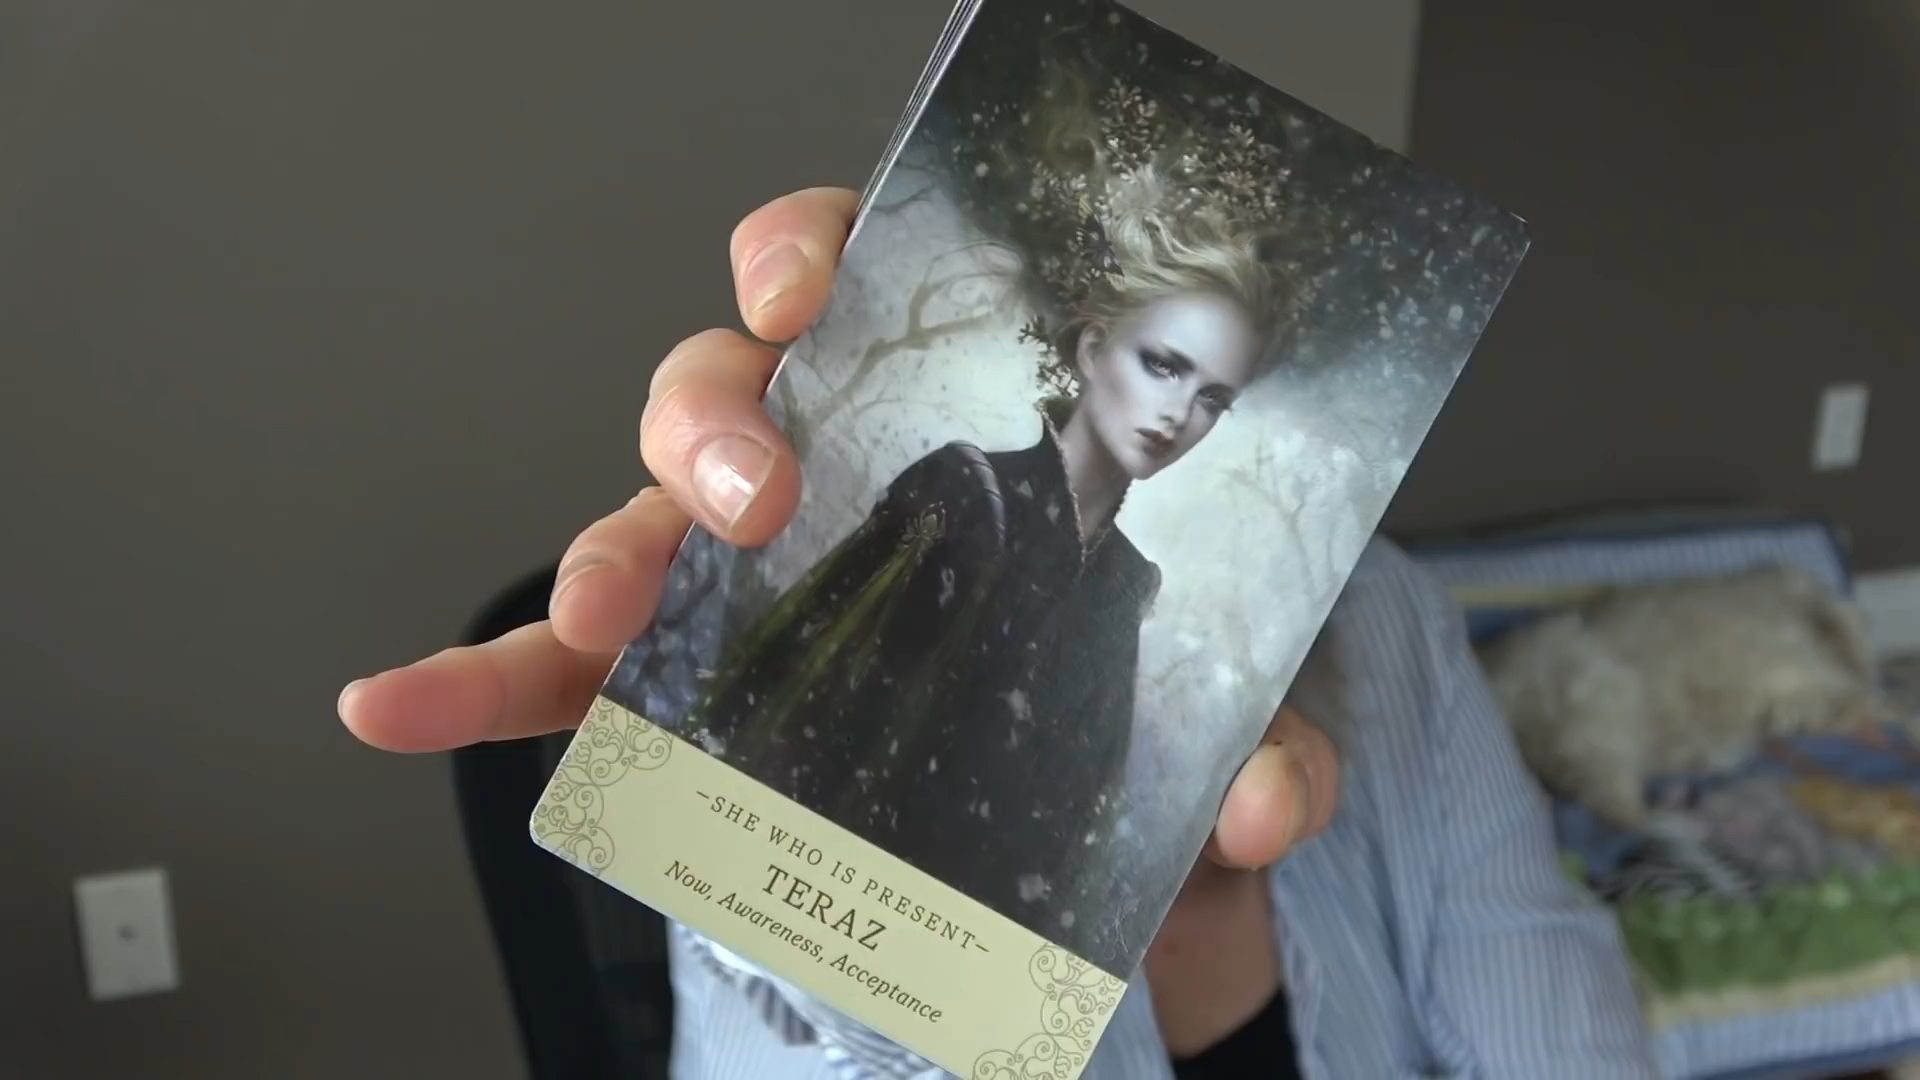 –SHE WHO IS PRESENT–
TERAZ
Now, Awareness, Acceptance